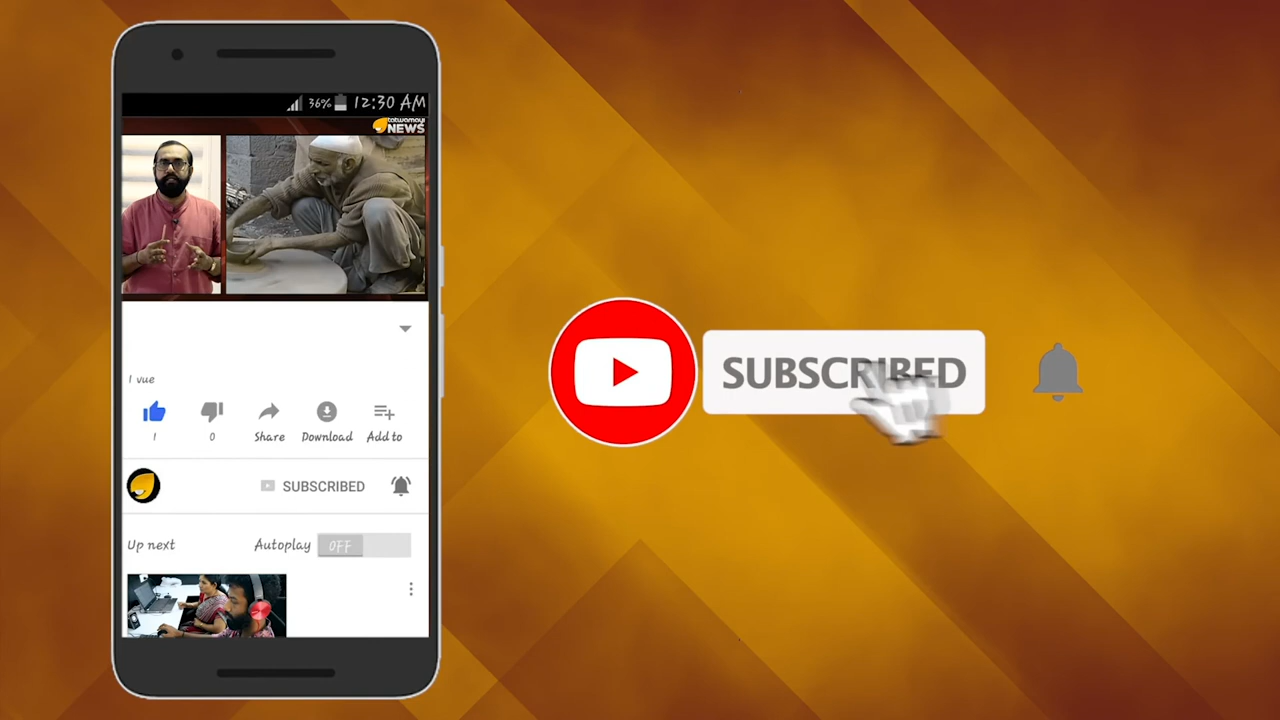 36% 12:30 AM
tatwamayi
NEWS
1 vue
1
0
Share
Download
Add to
SUBSCRIBED
Up next
Autoplay
OFF
SUBSCRIBED